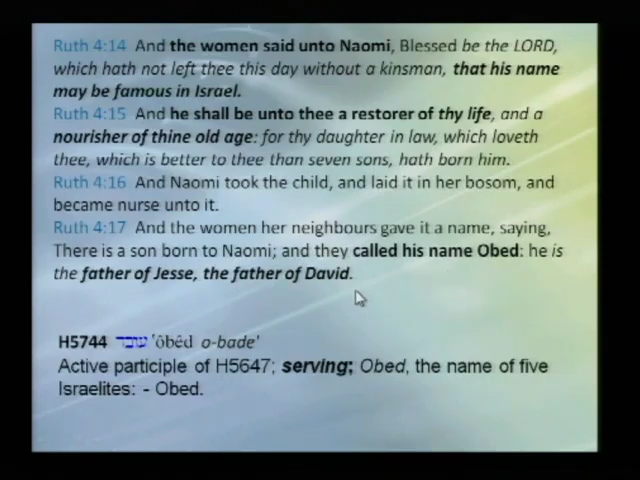 Ruth 4:14 And the women said unto Naomi, Blessed be the LORD,
which hath not left thee this day without a kinsman, that his name
may be famous in Israel.
Ruth 4:15 And he shall be unto thee a restorer of thy life, and a
nourisher of thine old age: for thy daughter in law, which loveth
thee, which is better to thee than seven sons, hath born him.
Ruth 4:16 And Naomi took the child, and laid it in her bosom, and
became nurse unto it.
Ruth 4:17 And the women her neighbours gave it a name, saying,
There is a son born to Naomi; and they called his name Obed: he is
the father of Jesse, the father of David.
H5744 עובד ‛ôbêd o-bade'
Active participle of H5647; serving; Obed, the name of five
Israelites: - Obed.